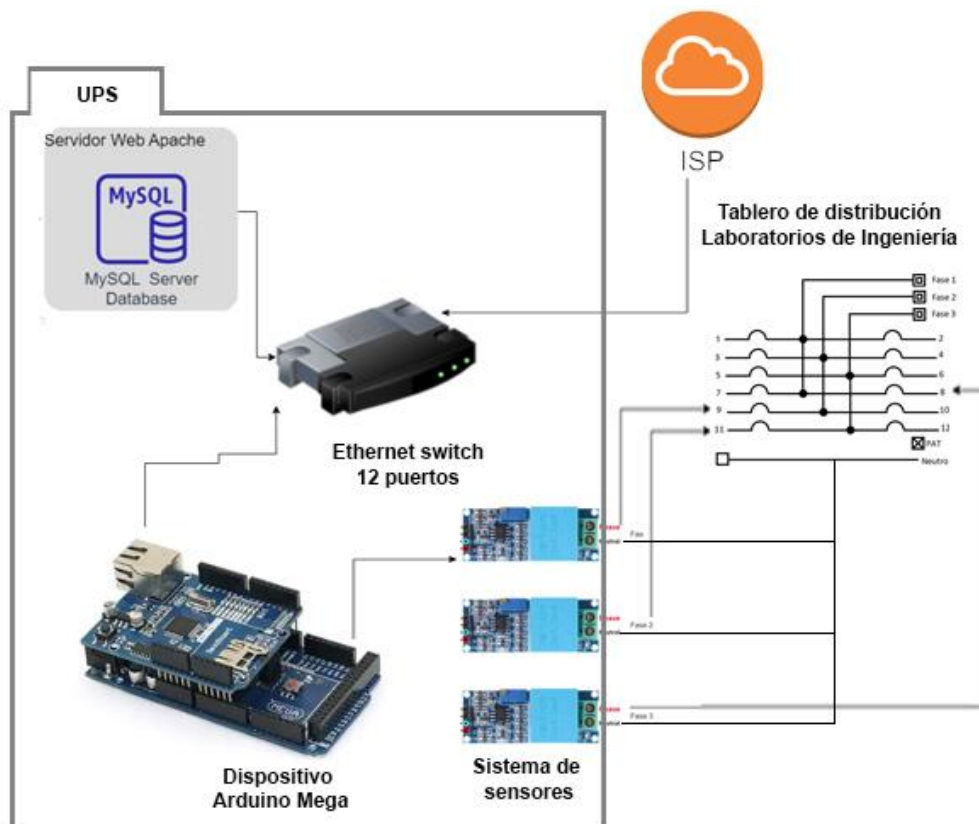 UPS
Servidor Web Apache
MySQL
MySQL Server
Database
ISP
Tablero de distribución
Laboratorios de Ingeniería
Fase 1
Fase 2
Fase 3
1
2
3
4
5
6
7
8
9
10
11
12
PAT
Neutro
Ethernet switch
12 puertos
Fas
Fase 2
Fase 3
MEGA
Dispositivo
Arduino Mega
Sistema de
sensores